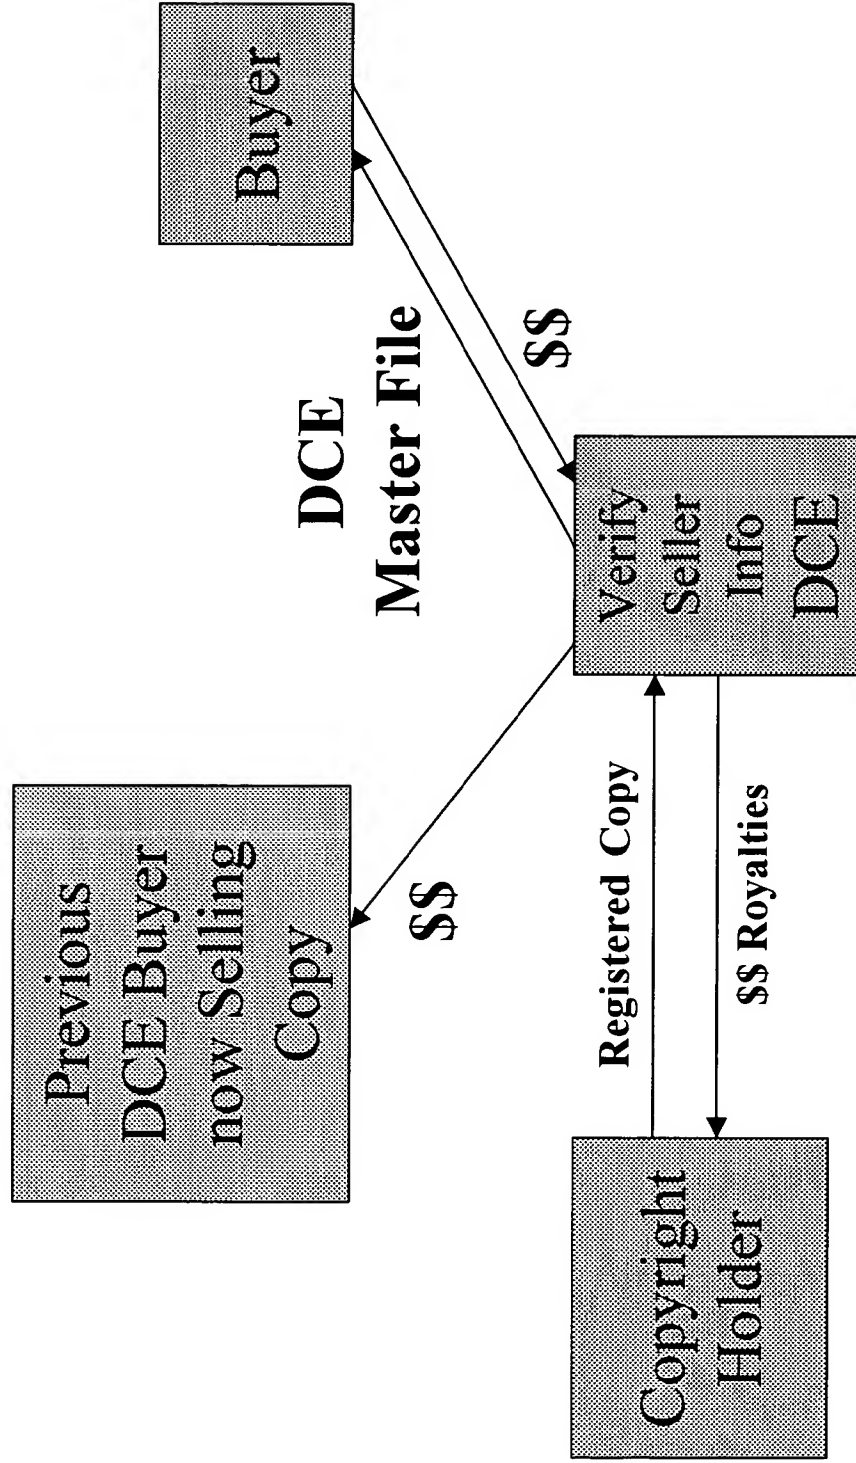 Previous
DCE Buyer
now Selling
Copy
Buyer
DCE
Master File
$$
$$
Verify
Seller
Info
DCE
Registered Copy
$$ Royalties
Copyright
Holder